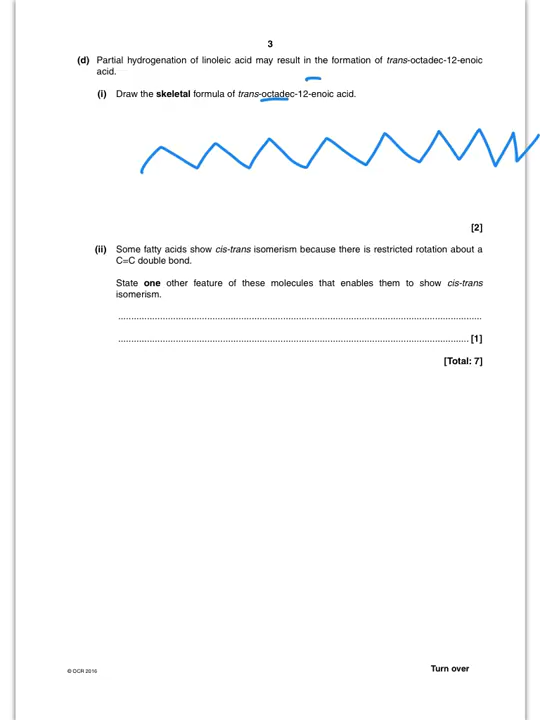 3
(d) Partial hydrogenation of linoleic acid may result in the formation of trans-octadec-12-enoic
acid.
(i) Draw the skeletal formula of trans-octadec-12-enoic acid.
[2]
(ii) Some fatty acids show cis-trans isomerism because there is restricted rotation about a
C=C double bond.
State one other feature of these molecules that enables them to show cis-trans
isomerism.
..........................................................................................................................
...................................................................................................................... [1]
[Total: 7]
© OCR 2016
Turn over